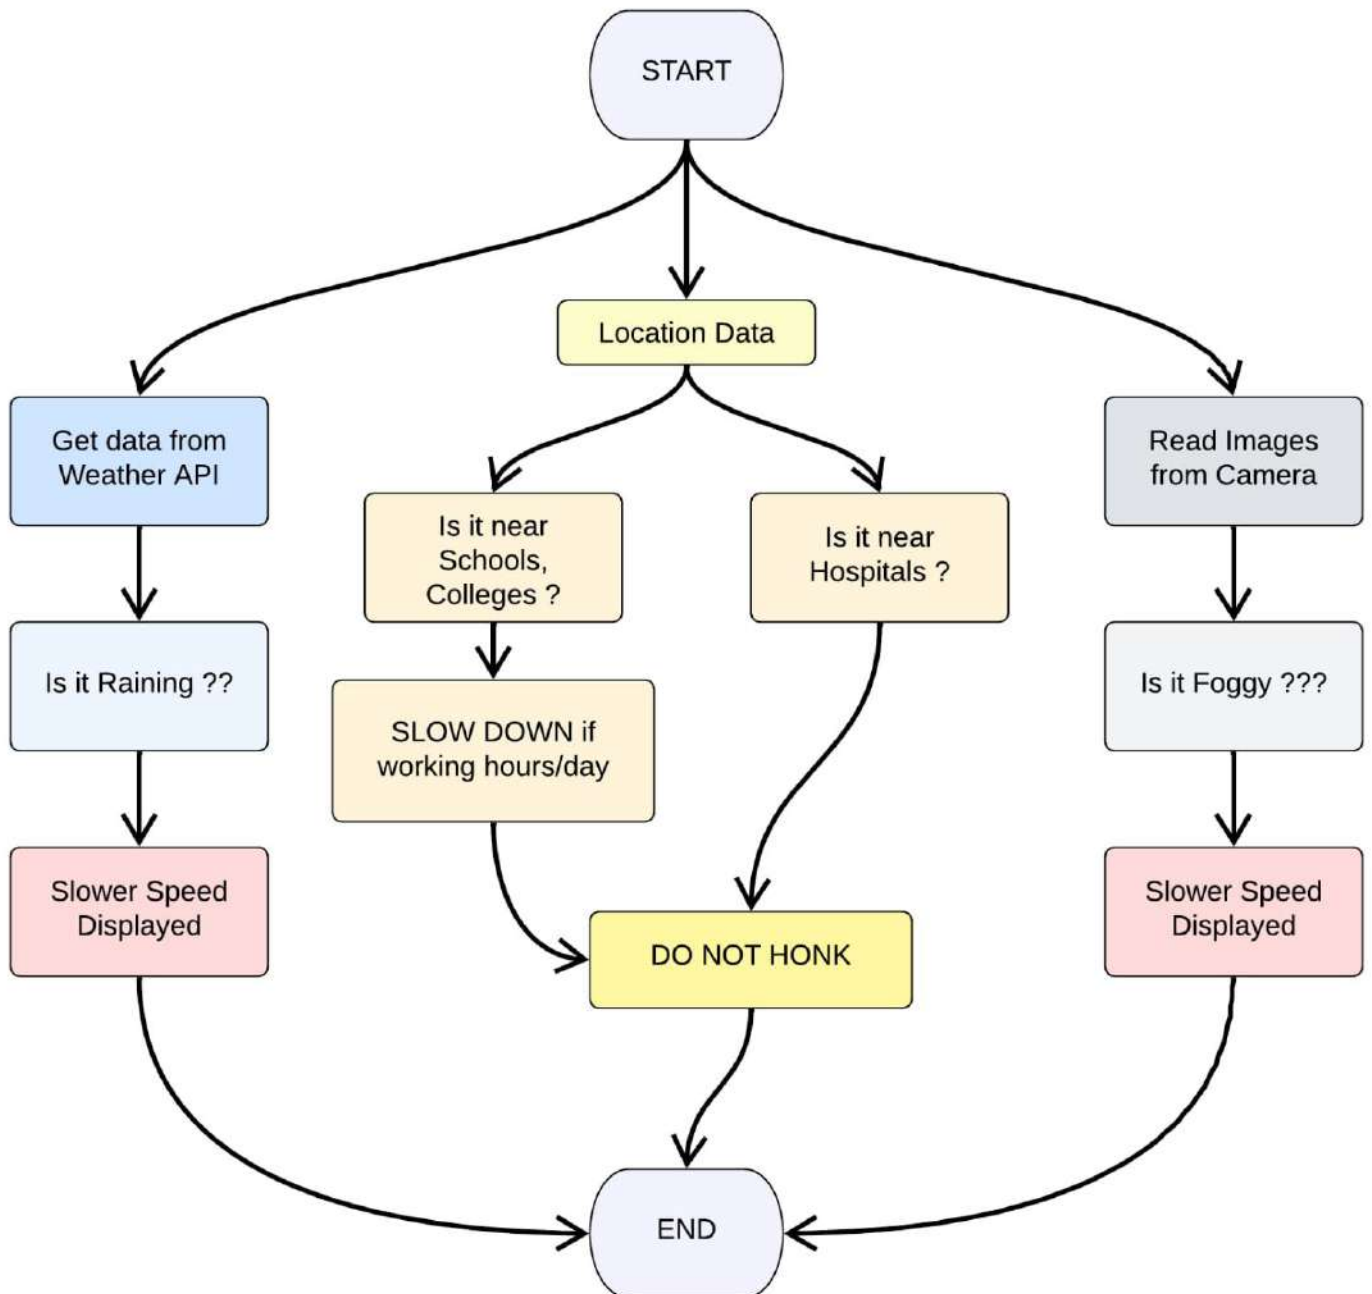 START
Location Data
Get data from
Weather API
Read Images
from Camera
Is it near
Schools,
Colleges ?
Is it near
Hospitals ?
Is it Raining ??
Is it Foggy ???
SLOW DOWN if
working hours/day
Slower Speed
Displayed
Slower Speed
Displayed
DO NOT HONK
END